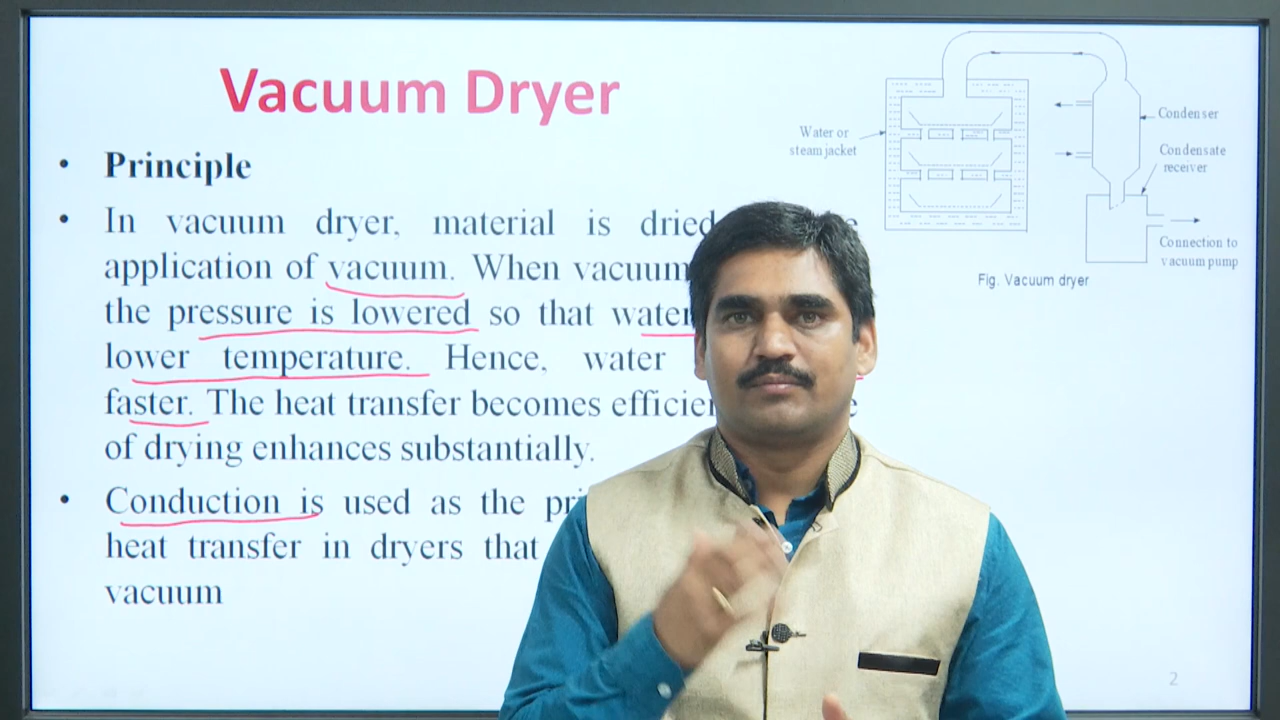 Vacuum Dryer
• Principle
• In vacuum dryer, material is dried
application of vacuum. When vacuum
the pressure is lowered so that water
lower temperature. Hence, water
faster. The heat transfer becomes
of drying enhances substantially.
• Conduction is used as the
heat transfer in dryers that
vacuum
Water or
steam jacket
Condenser
Condensate
receiver
Connection to
vacuum pump
Fig. Vacuum dryer
2